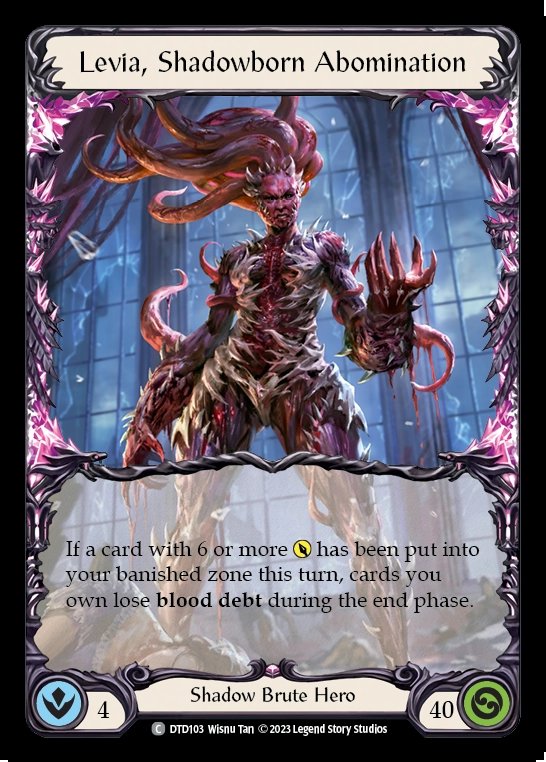 Levia, Shadowborn Abomination
If a card with 6 or more has been put into
your banished zone this turn, cards you
own lose blood debt during the end phase.
Shadow Brute Hero
4
40
C DTD103 Wisnu Tan © 2023 Legend Story Studios